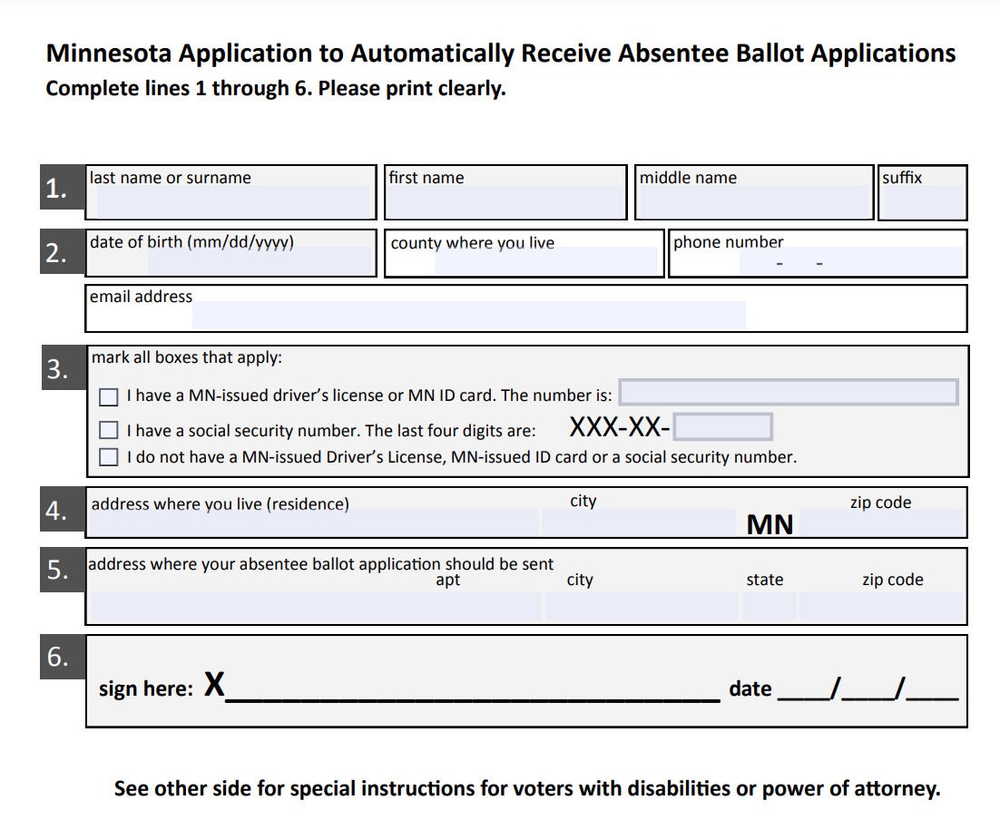 Minnesota Application to Automatically Receive Absentee Ballot Applications
Complete lines 1 through 6. Please print clearly.
1. last name or surname first name middle name suffix
2. date of birth (mm/dd/yyyy) county where you live phone number
- -
email address
3. mark all boxes that apply:
I have a MN-issued driver’s license or MN ID card. The number is:
I have a social security number. The last four digits are: XXX-XX-
I do not have a MN-issued Driver’s License, MN-issued ID card or a social security number.
4. address where you live (residence) city zip code
MN
5. address where your absentee ballot application should be sent
apt city state zip code
6.
sign here: X__________________________ date ____/____/____
See other side for special instructions for voters with disabilities or power of attorney.